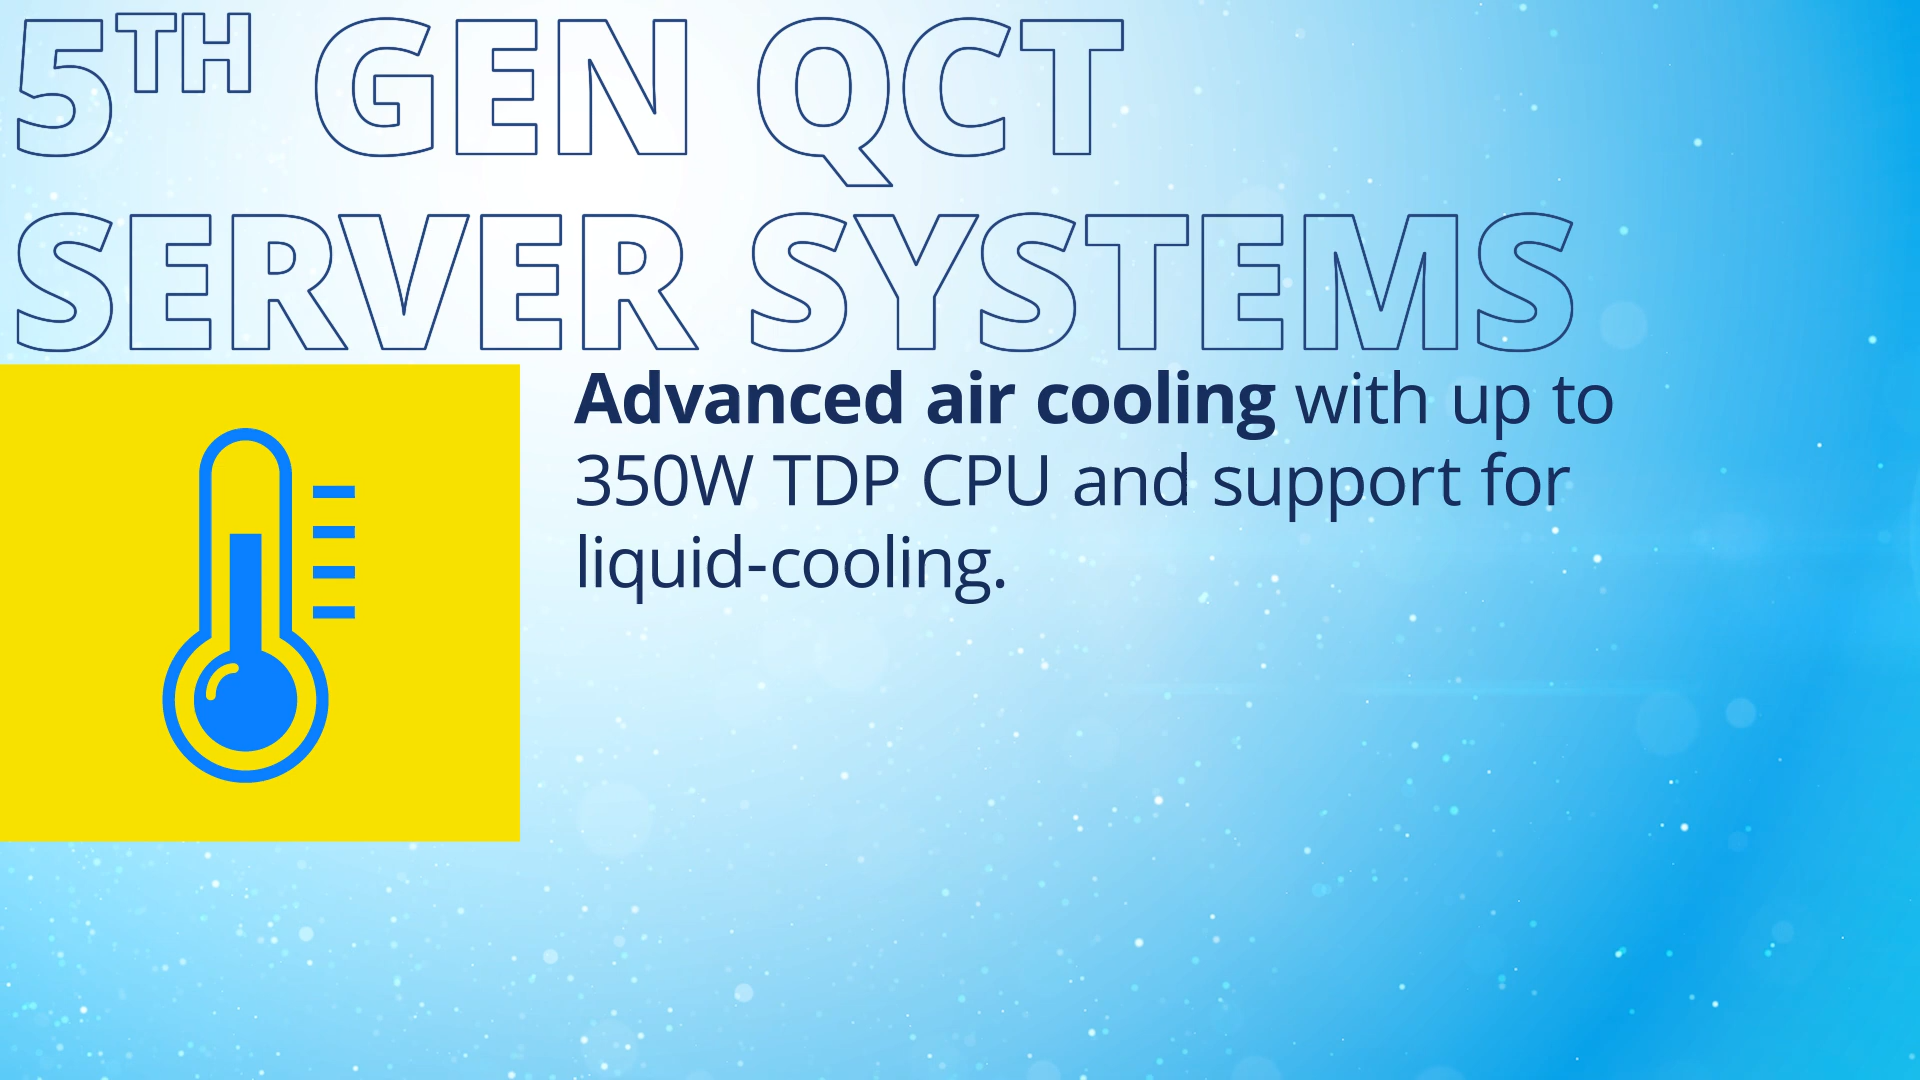 5TH GEN QCT
SERVER SYSTEMS
Advanced air cooling with up to
350W TDP CPU and support for
liquid-cooling.